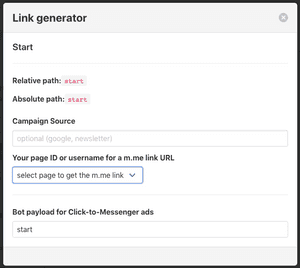 Link generator
Start
Relative path: start
Absolute path: start
Campaign Source
optional (google, newsletter)
Your page ID or username for a m.me link URL
select page to get the m.me link
Bot payload for Click-to-Messenger ads
start